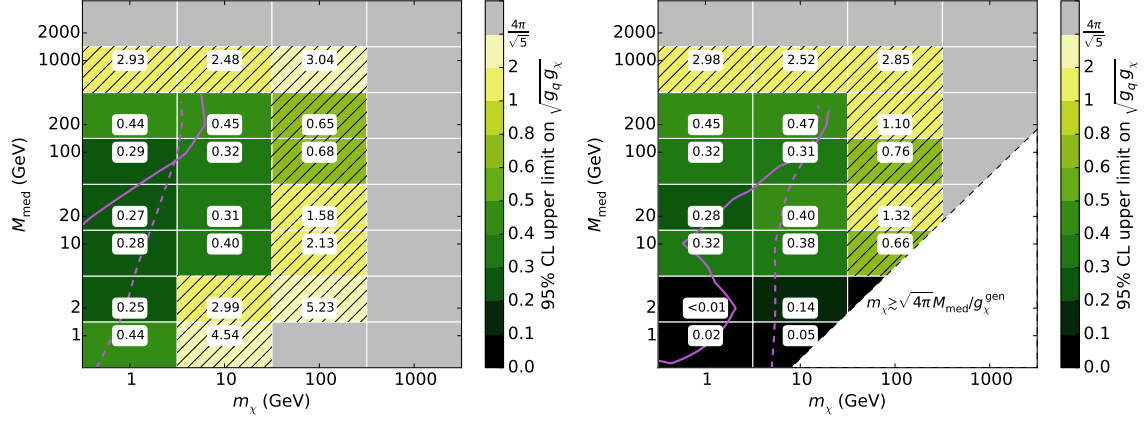 2000
1000
200
100
20
10
2
1
M_med (GeV)
2.93 2.48 3.04
0.44 0.45 0.65
0.29 0.32 0.68
0.27 0.31 1.58
0.28 0.40 2.13
0.25 2.99 5.23
0.44 4.54
1 10 100 1000
m_χ (GeV)
4π/√5
2
1
0.8
0.6
0.5
0.4
0.3
0.2
0.1
0.0
95% CL upper limit on √g_q g_χ
2000
1000
200
100
20
10
2
1
M_med (GeV)
2.98 2.52 2.85
0.45 0.47 1.10
0.32 0.31 0.76
0.28 0.40 1.32
0.32 0.38 0.66
<0.01 0.14
0.02 0.05
m_χ ≳ √4π M_med/g_χ^gen
1 10 100 1000
m_χ (GeV)
4π/√5
2
1
0.8
0.6
0.5
0.4
0.3
0.2
0.1
0.0
95% CL upper limit on √g_q g_χ